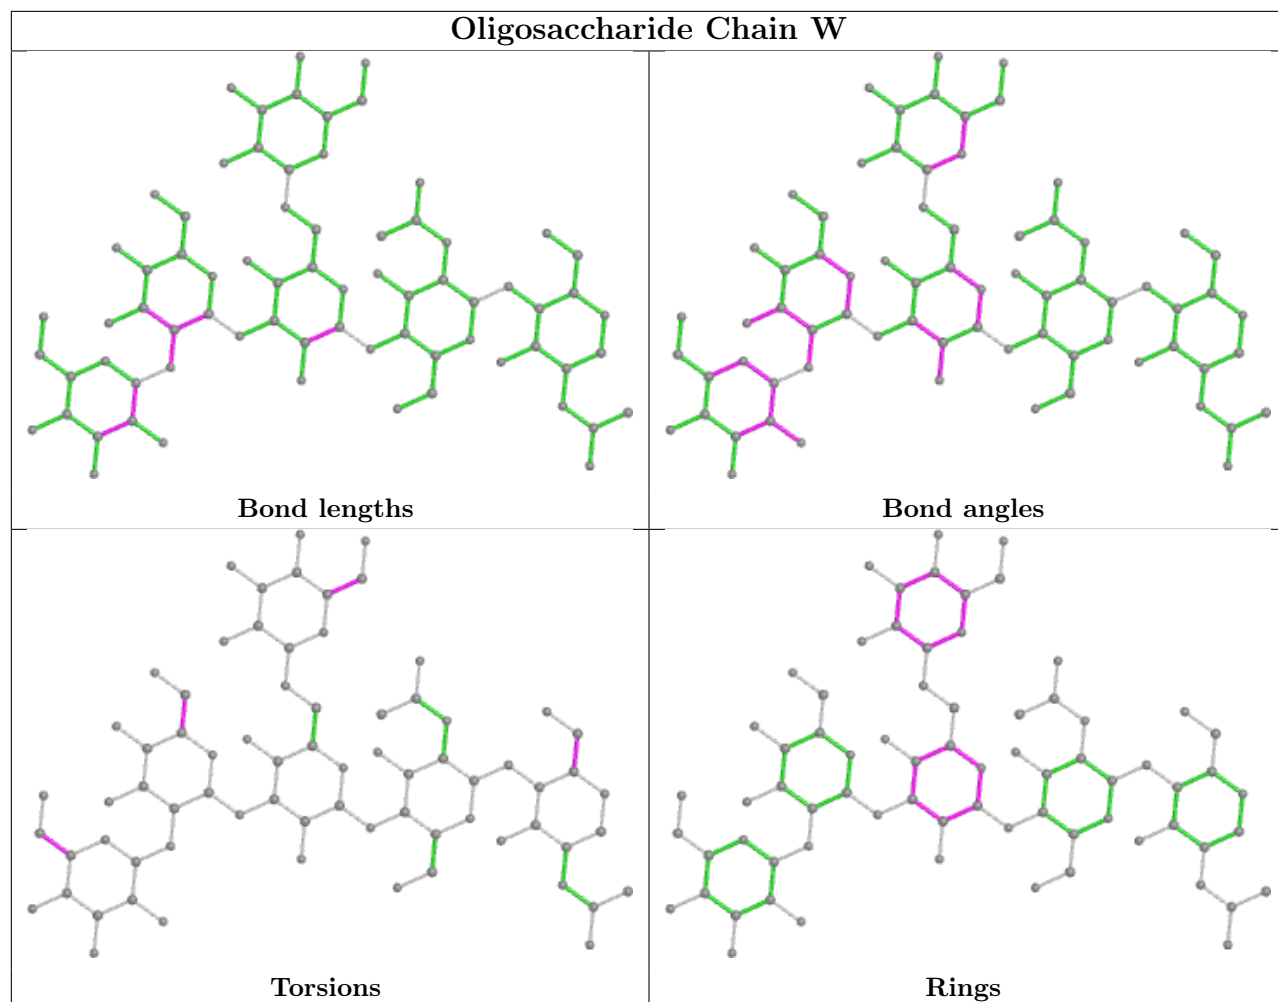 Oligosaccharide Chain W
Bond lengths
Bond angles
Torsions
Rings